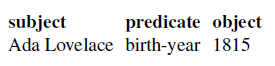 subject predicate object
Ada Lovelace birth-year 1815